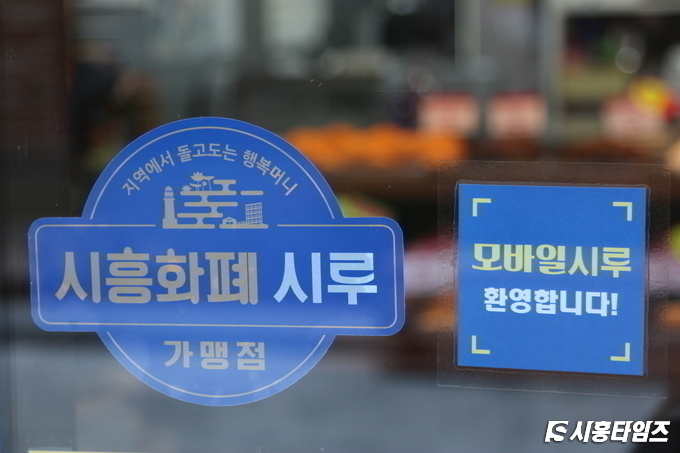 지역에서 돌고도는 행복머니
시흥화폐 시루
가맹점
모바일시루
환영합니다!
시흥타임즈